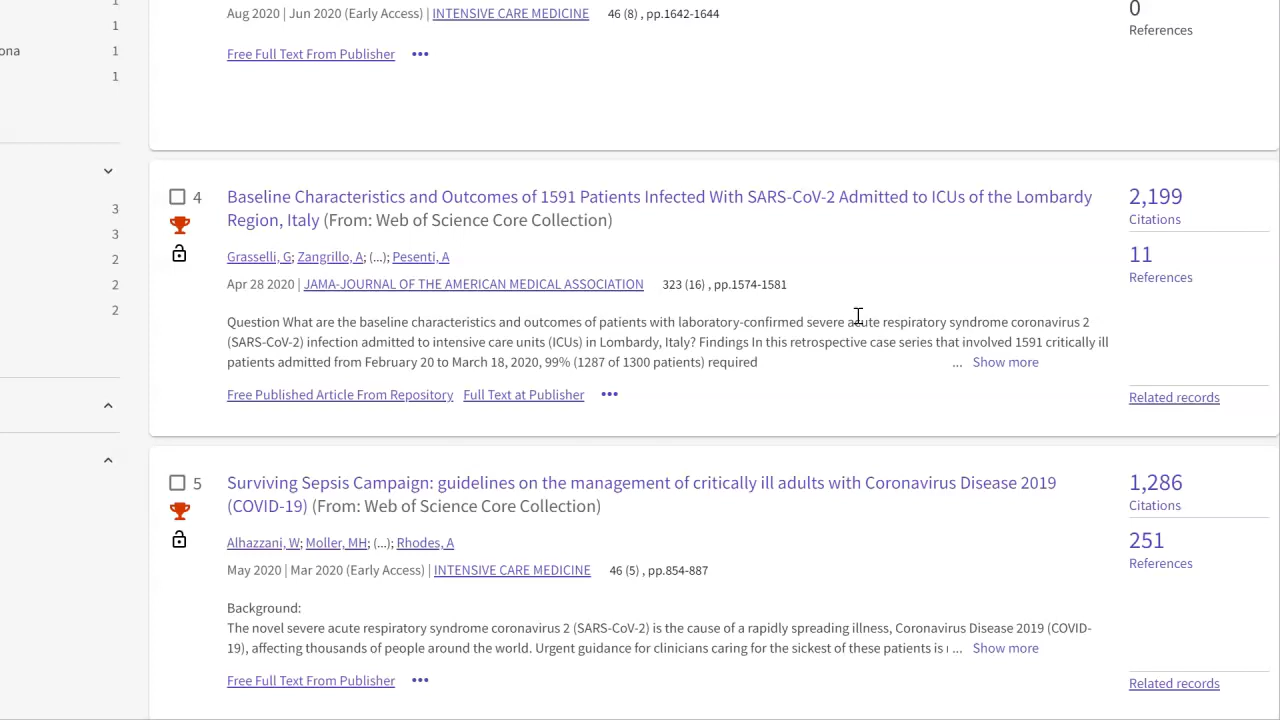 1
Aug 2020 | Jun 2020 (Early Access) | INTENSIVE CARE MEDICINE 46 (8) , pp.1642-1644
0
References
1
ona 1
Free Full Text From Publisher •••
1
4 Baseline Characteristics and Outcomes of 1591 Patients Infected With SARS-CoV-2 Admitted to ICUs of the Lombardy
Region, Italy (From: Web of Science Core Collection)
2,199
Citations
3
3
2
2
2
Grasselli, G; Zangrillo, A; (...); Pesenti, A
11
References
Apr 28 2020 | JAMA-JOURNAL OF THE AMERICAN MEDICAL ASSOCIATION 323 (16) , pp.1574-1581
Question What are the baseline characteristics and outcomes of patients with laboratory-confirmed severe acute respiratory syndrome coronavirus 2
(SARS-CoV-2) infection admitted to intensive care units (ICUs) in Lombardy, Italy? Findings In this retrospective case series that involved 1591 critically ill
patients admitted from February 20 to March 18, 2020, 99% (1287 of 1300 patients) required ... Show more
Free Published Article From Repository Full Text at Publisher •••
Related records
5 Surviving Sepsis Campaign: guidelines on the management of critically ill adults with Coronavirus Disease 2019
(COVID-19) (From: Web of Science Core Collection)
1,286
Citations
Alhazzani, W; Moller, MH; (...); Rhodes, A
251
References
May 2020 | Mar 2020 (Early Access) | INTENSIVE CARE MEDICINE 46 (5) , pp.854-887
Background:
The novel severe acute respiratory syndrome coronavirus 2 (SARS-CoV-2) is the cause of a rapidly spreading illness, Coronavirus Disease 2019 (COVID-
19), affecting thousands of people around the world. Urgent guidance for clinicians caring for the sickest of these patients is ... Show more
Free Full Text From Publisher •••
Related records